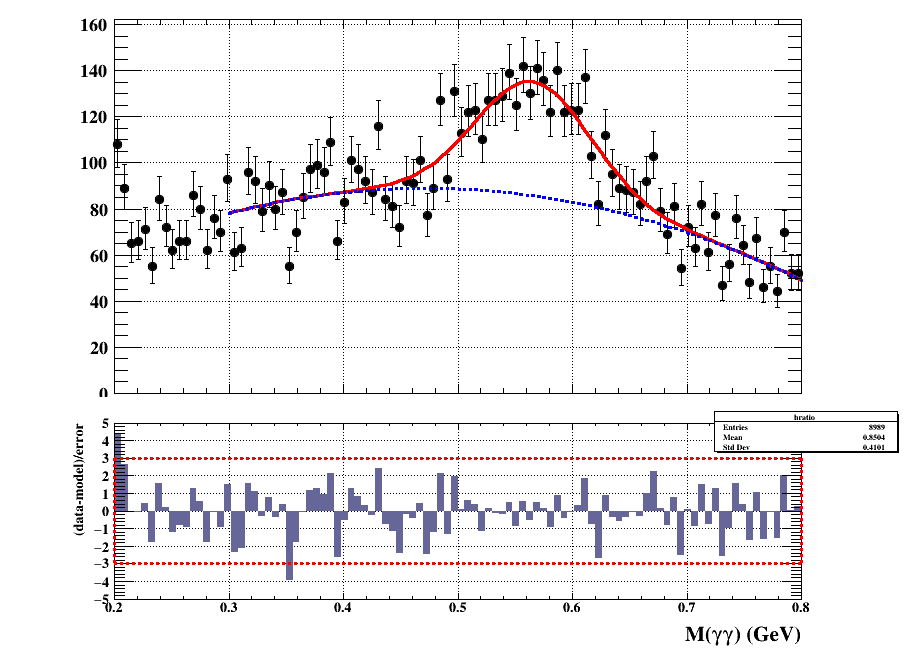 160
140
120
100
80
60
40
20
0
hratio
Entries 8989
Mean 0.8504
Std Dev 0.4101
(data-model)/error
5
4
3
2
1
0
−1
−2
−3
−4
−5
0.2 0.3 0.4 0.5 0.6 0.7 0.8
M(γγ) (GeV)